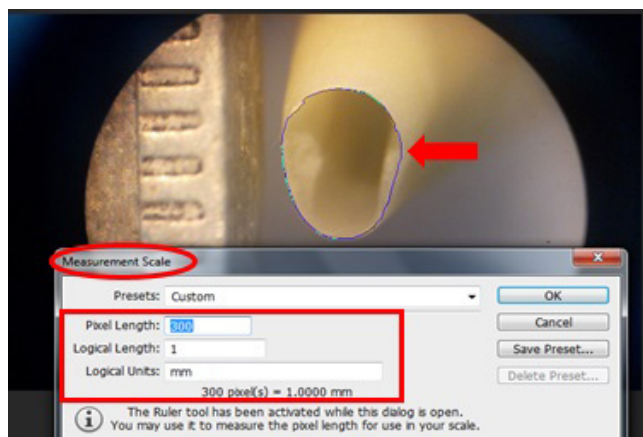 Measurement Scale
Presets: Custom
OK
Pixel Length: 300
Cancel
Logical Length: 1
Save Preset...
Logical Units: mm
Delete Preset...
300 pixel(s) = 1.0000 mm
The Ruler tool has been activated while this dialog is open.
You may use it to measure the pixel length for use in your scale.